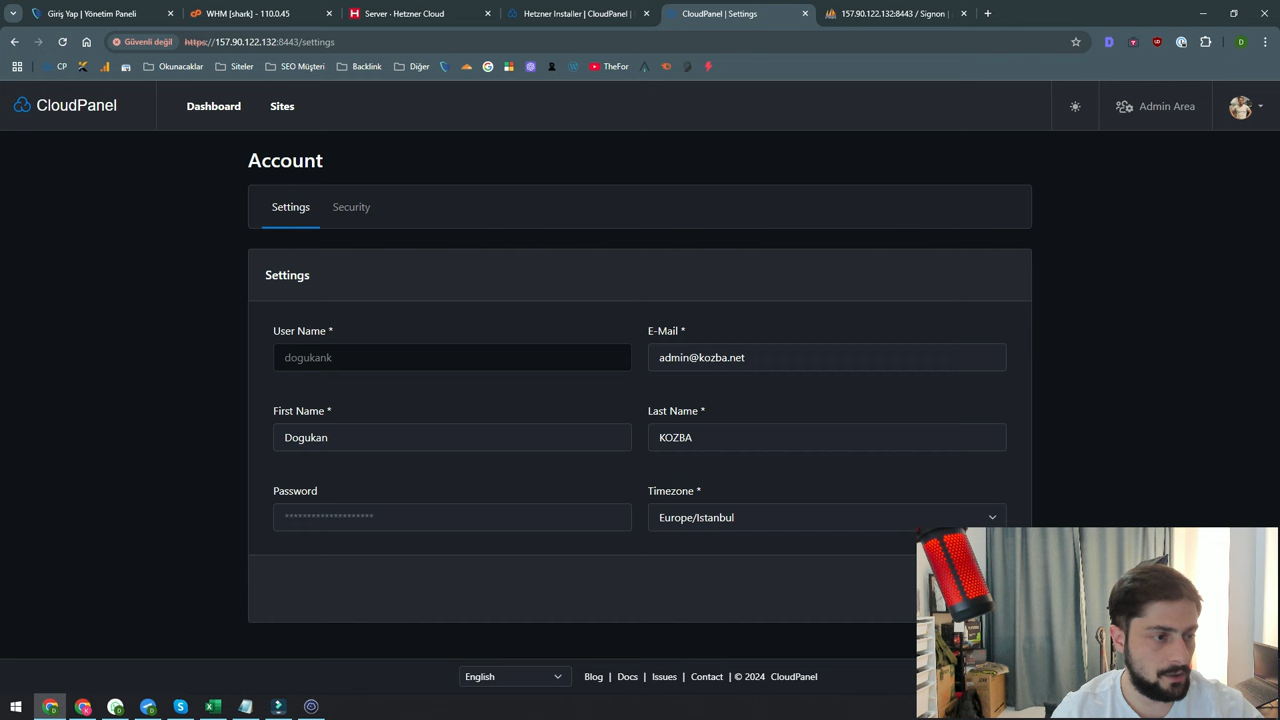 Giriş Yap | Yönetim Paneli
WHM [shark] - 110.0.45
Server · Hetzner Cloud
Hetzner Installer | CloudPanel |
CloudPanel | Settings
157.90.122.132:8443 / Signon |
Güvenli değil
https://157.90.122.132:8443/settings
CP
Okunacaklar
Siteler
SEO Müşteri
Backlink
Diğer
TheFor
CloudPanel
Dashboard
Sites
Admin Area
Account
Settings
Security
Settings
User Name *
E-Mail *
dogukank
admin@kozba.net
First Name *
Last Name *
Dogukan
KOZBA
Password
Timezone *
********************
Europe/Istanbul
English
Blog | Docs | Issues | Contact | © 2024 CloudPanel